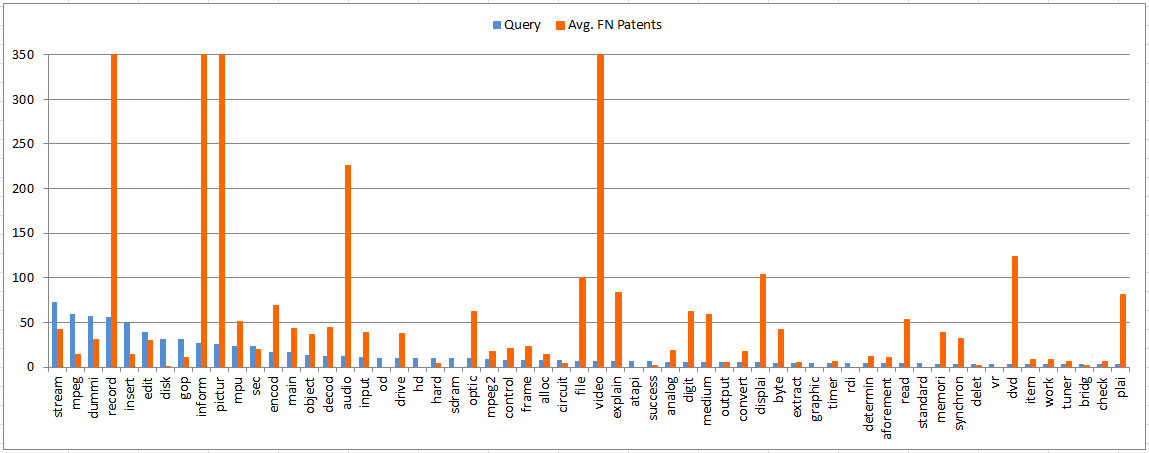 Query Avg. FN Patents
350
300
250
200
150
100
50
0
stream
mpeg
dummi
record
insert
edit
disk
gop
inform
pictur
mpu
sec
encod
main
object
decod
audio
input
od
drive
hd
hard
sdram
optic
mpeg2
control
frame
alloc
circuit
file
video
explain
atapi
success
analog
digit
medium
output
convert
displai
byte
extract
graphic
timer
rdi
determin
aforement
read
standard
memori
synchron
delet
vr
dvd
item
work
tuner
bridg
check
plai